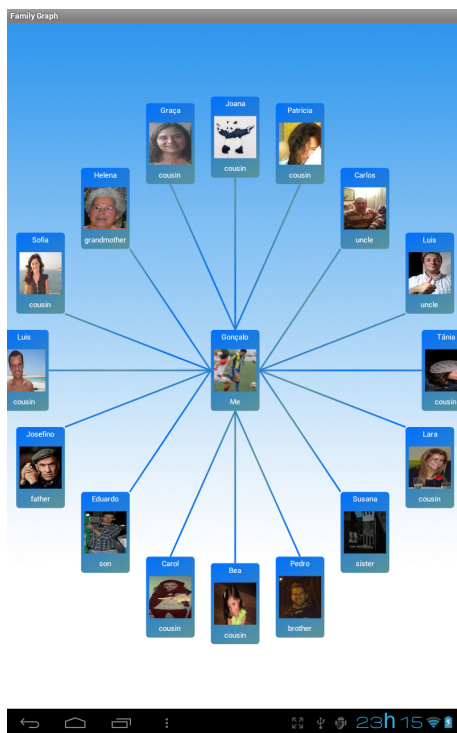 Family Graph
Joana
cousin
Graça
cousin
Patrícia
cousin
Helena
grandmother
Carlos
uncle
Sofia
cousin
Luis
uncle
Luis
cousin
Gonçalo
Me
Tânia
cousin
Josefino
father
Lara
cousin
Eduardo
son
Susana
sister
Carol
cousin
Bea
cousin
Pedro
brother
23h15